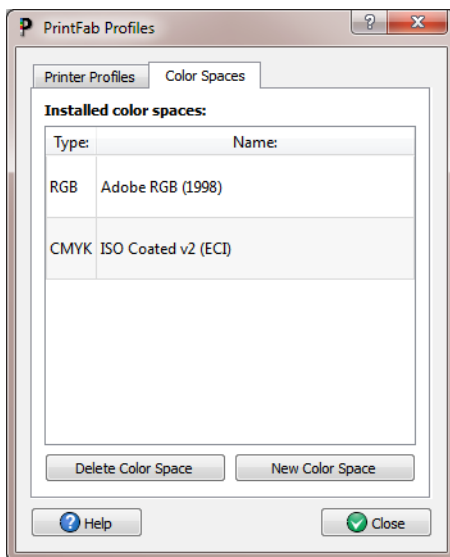 PrintFab Profiles
Printer Profiles Color Spaces
Installed color spaces:
Type: Name:
RGB Adobe RGB (1998)
CMYK ISO Coated v2 (ECI)
Delete Color Space New Color Space
Help Close